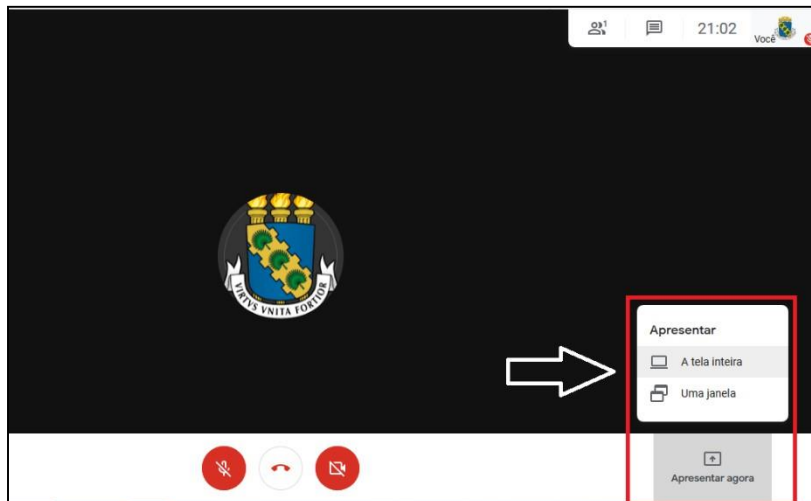 1
21:02
Você
VIRTVS VNITA FORTIOR
Apresentar
A tela inteira
Uma janela
Apresentar agora